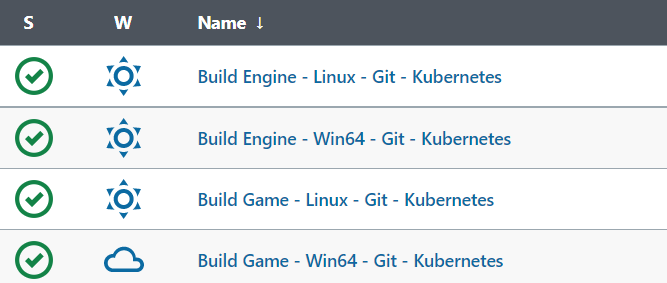 S W Name ↓
Build Engine - Linux - Git - Kubernetes
Build Engine - Win64 - Git - Kubernetes
Build Game - Linux - Git - Kubernetes
Build Game - Win64 - Git - Kubernetes